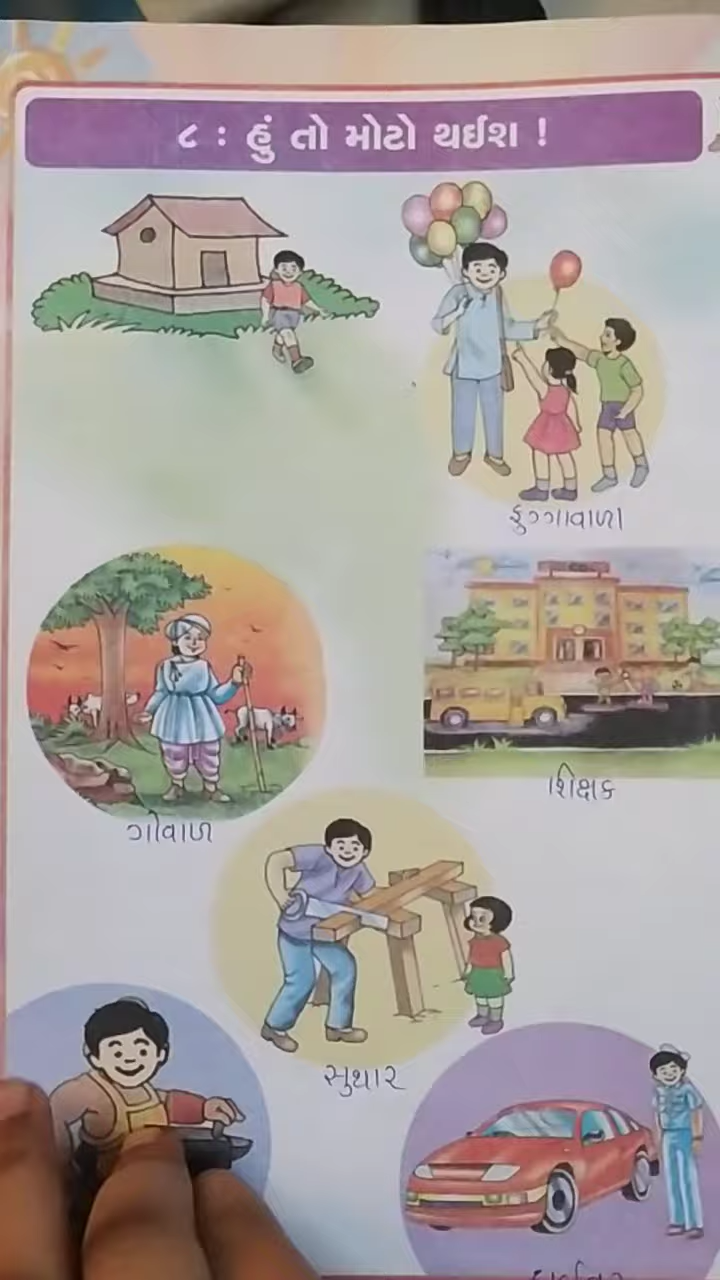 ૮ : હું તો મોટો થઈશ !
ફુગ્ગાવાળા
ગોવાળ
શિક્ષક
સુથાર